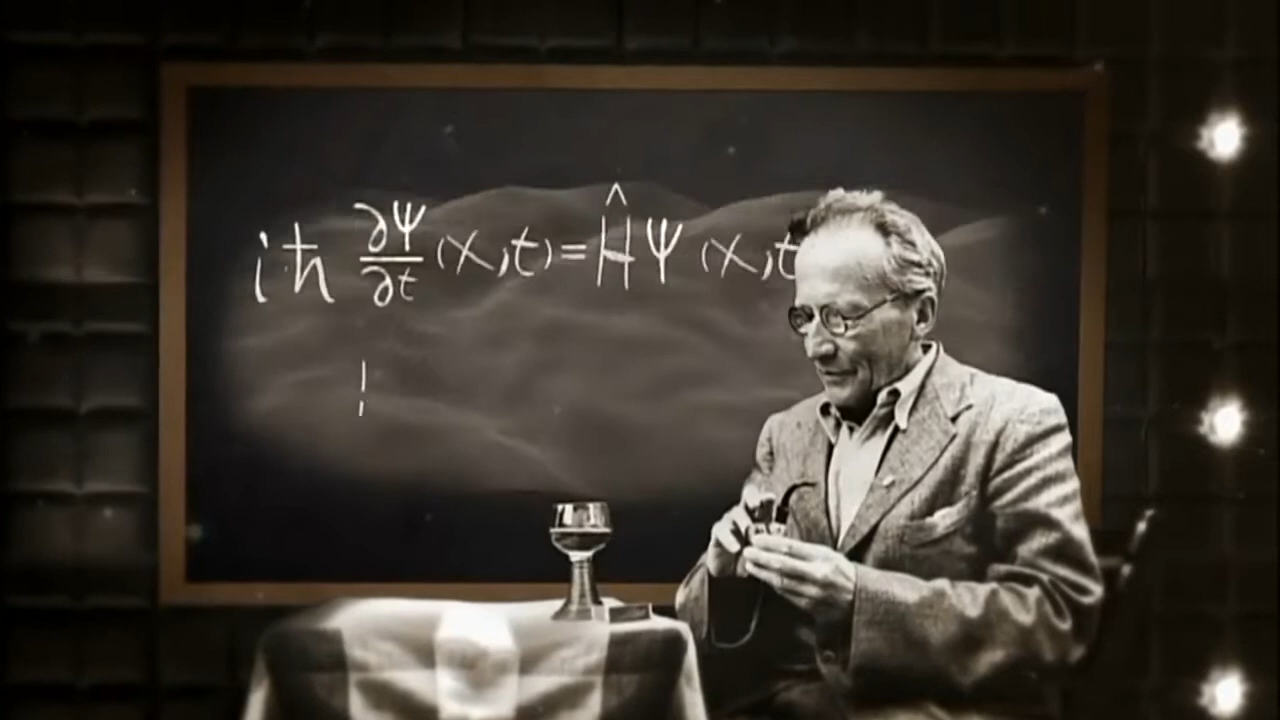 iħ ∂Ψ/∂t (x,t) = ĤΨ (x,t